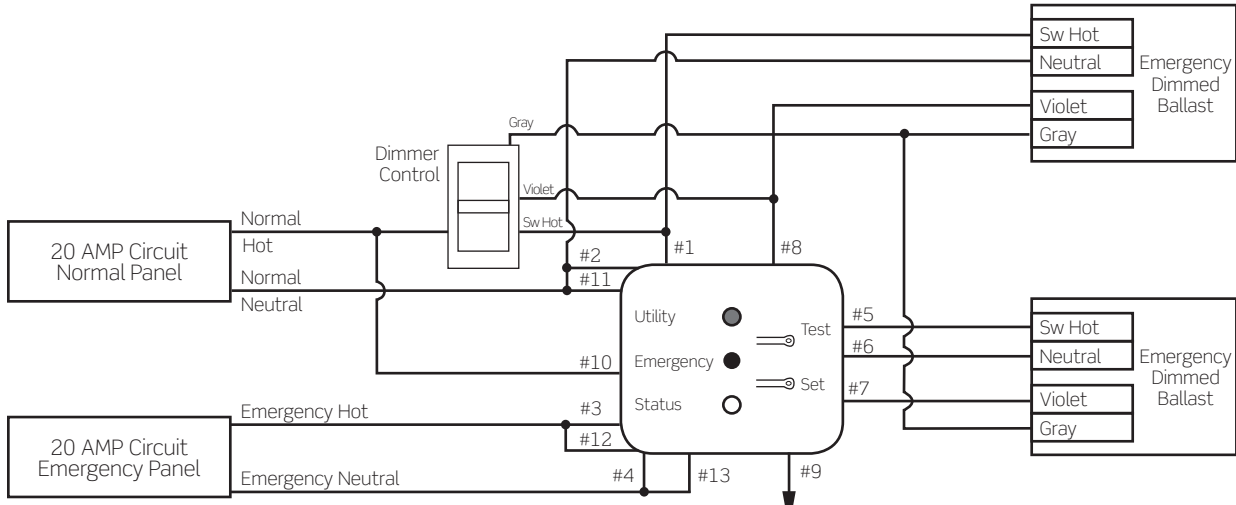 Sw Hot
Neutral
Violet
Gray
Emergency
Dimmed
Ballast
Gray
Dimmer
Control
Violet
Sw Hot
20 AMP Circuit
Normal Panel
Normal
Hot
Normal
Neutral
#2
#11
#1
#8
#10
Utility
Emergency
Status
Test
Set
#5
#6
#7
Sw Hot
Neutral
Violet
Gray
Emergency
Dimmed
Ballast
20 AMP Circuit
Emergency Panel
Emergency Hot
Emergency Neutral
#3
#12
#4
#13
#9